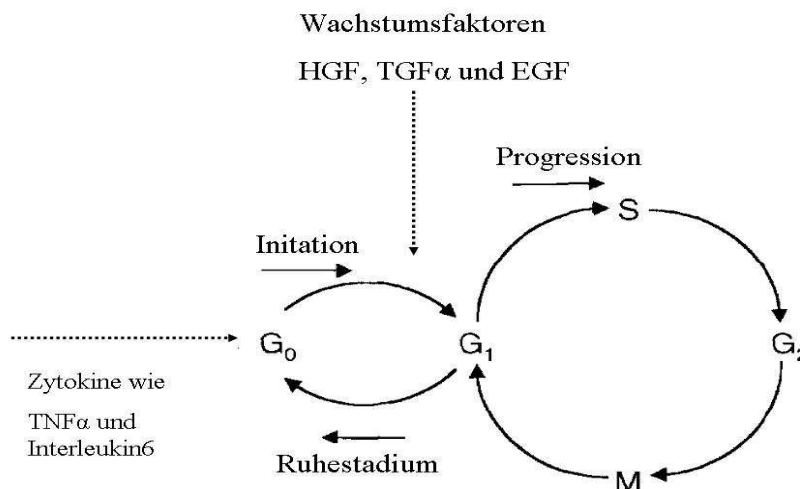 Wachstumsfaktoren
HGF, TGFα und EGF
Progression
S
Initation
G₀
G₁
G₂
Zytokine wie
TNFα und
Interleukin6
Ruhestadium
M